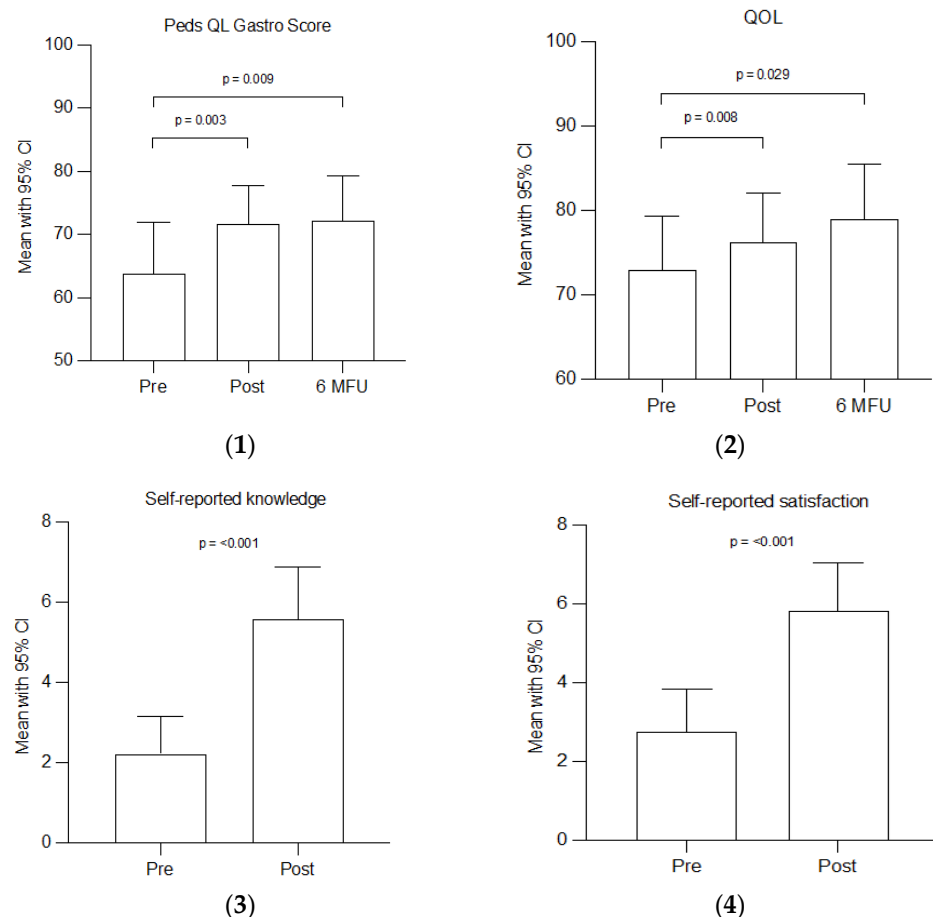 Peds QL Gastro Score
100
90
80
70
60
50
Mean with 95% CI
p = 0.009
p = 0.003
Pre Post 6 MFU
(1)
QOL
100
90
80
70
60
Mean with 95% CI
p = 0.029
p = 0.008
Pre Post 6 MFU
(2)
Self-reported knowledge
8
6
4
2
0
Mean with 95% CI
p = <0.001
Pre Post
(3)
Self-reported satisfaction
8
6
4
2
0
Mean with 95% CI
p = <0.001
Pre Post
(4)